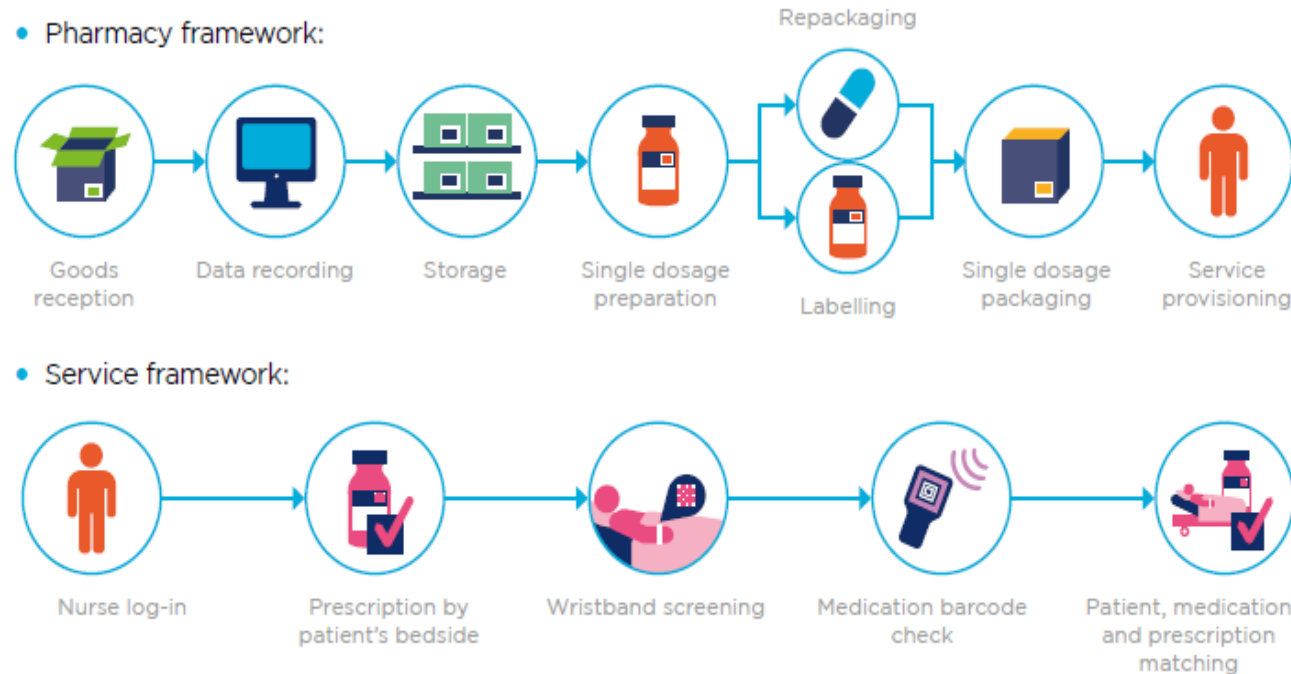 • Pharmacy framework:
Repackaging
Goods
reception
Data recording
Storage
Single dosage
preparation
Labelling
Single dosage
packaging
Service
provisioning
• Service framework:
Nurse log-in
Prescription by
patient's bedside
Wristband screening
Medication barcode
check
Patient, medication
and prescription
matching